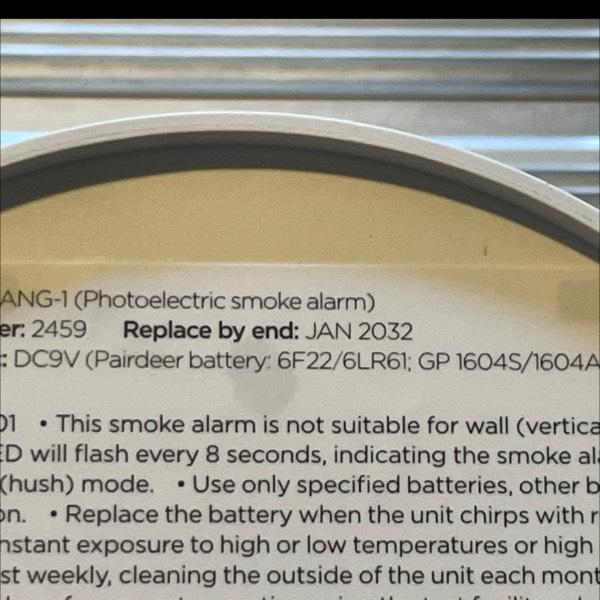 ANG-1 (Photoelectric smoke alarm)
er: 2459 Replace by end: JAN 2032
: DC9V (Pairdeer battery: 6F22/6LR61; GP 1604S/1604A
01 • This smoke alarm is not suitable for wall (vertica
ED will flash every 8 seconds, indicating the smoke al
(hush) mode. • Use only specified batteries, other b
on. • Replace the battery when the unit chirps with r
nstant exposure to high or low temperatures or high
st weekly, cleaning the outside of the unit each mont